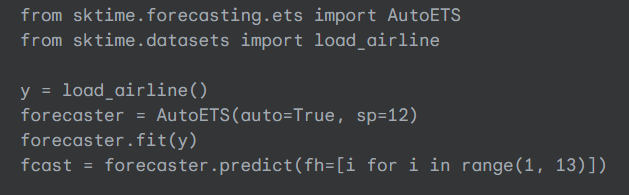 from sktime.forecasting.ets import AutoETS
from sktime.datasets import load_airline
y = load_airline()
forecaster = AutoETS(auto=True, sp=12)
forecaster.fit(y)
fcast = forecaster.predict(fh=[i for i in range(1, 13)])